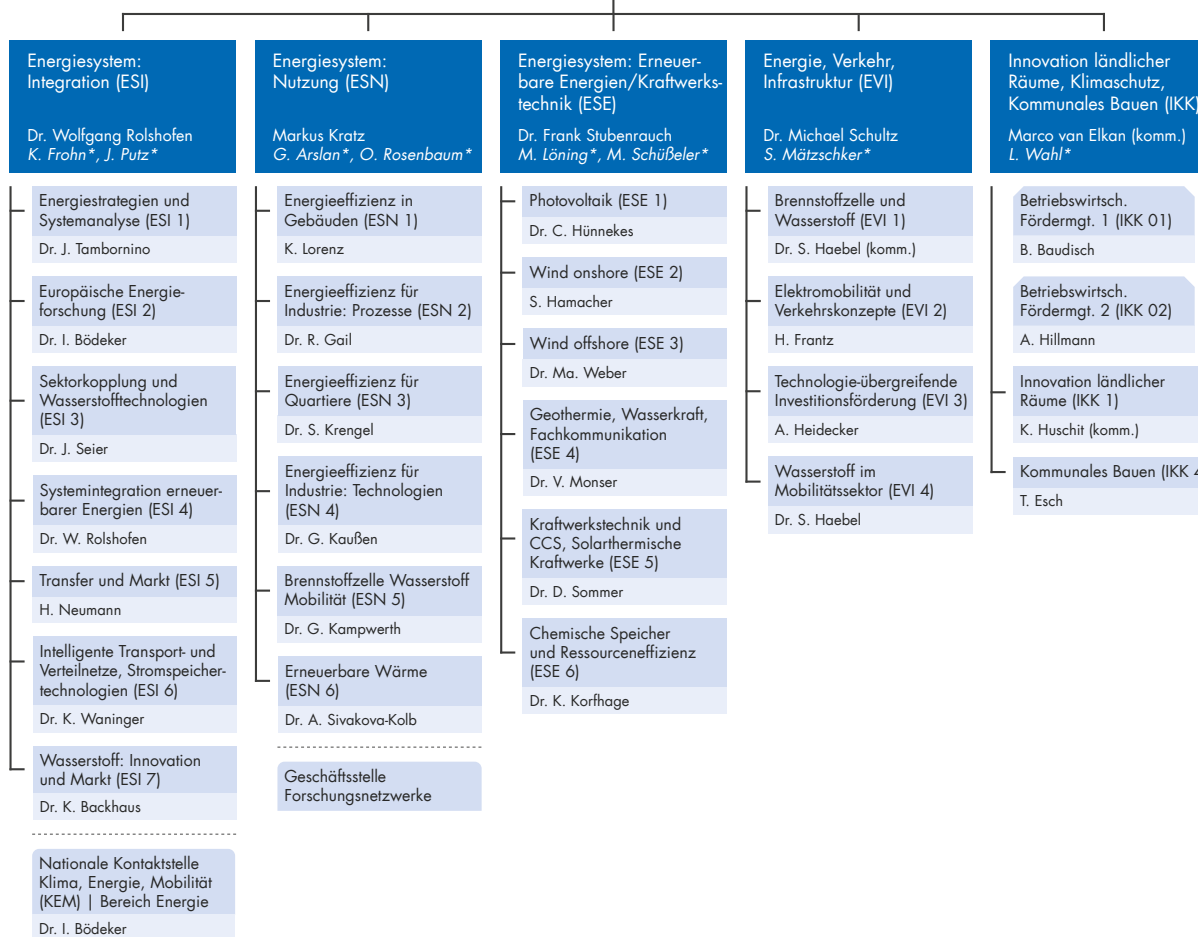 Energiesystem:
Integration (ESI)
Dr. Wolfgang Rolshofen
K. Frohn*, J. Putz*
Energiestrategien und
Systemanalyse (ESI 1)
Dr. J. Tambornino
Europäische Energie-
forschung (ESI 2)
Dr. I. Bödeker
Sektorkopplung und
Wasserstofftechnologien
(ESI 3)
Dr. J. Seier
Systemintegration erneuer-
barer Energien (ESI 4)
Dr. W. Rolshofen
Transfer und Markt (ESI 5)
H. Neumann
Intelligente Transport- und
Verteilnetze, Stromspeicher-
technologien (ESI 6)
Dr. K. Waninger
Wasserstoff: Innovation
und Markt (ESI 7)
Dr. K. Backhaus
Nationale Kontaktstelle
Klima, Energie, Mobilität
(KEM) | Bereich Energie
Dr. I. Bödeker
Energiesystem:
Nutzung (ESN)
Markus Kratz
G. Arslan*, O. Rosenbaum*
Energieeffizienz in
Gebäuden (ESN 1)
K. Lorenz
Energieeffizienz für
Industrie: Prozesse (ESN 2)
Dr. R. Gail
Energieeffizienz für
Quartiere (ESN 3)
Dr. S. Krengel
Energieeffizienz für
Industrie: Technologien
(ESN 4)
Dr. G. Kaußen
Brennstoffzelle Wasserstoff
Mobilität (ESN 5)
Dr. G. Kampwerth
Erneuerbare Wärme
(ESN 6)
Dr. A. Sivakova-Kolb
Geschäftsstelle
Forschungsnetzwerke
Energiesystem: Erneuer-
bare Energien/Kraftwerks-
technik (ESE)
Dr. Frank Stubenrauch
M. Löning*, M. Schüßeler*
Photovoltaik (ESE 1)
Dr. C. Hünnekes
Wind onshore (ESE 2)
S. Hamacher
Wind offshore (ESE 3)
Dr. Ma. Weber
Geothermie, Wasserkraft,
Fachkommunikation
(ESE 4)
Dr. V. Monser
Kraftwerkstechnik und
CCS, Solarthermische
Kraftwerke (ESE 5)
Dr. D. Sommer
Chemische Speicher
und Ressourceneffizienz
(ESE 6)
Dr. K. Korfhage
Energie, Verkehr,
Infrastruktur (EVI)
Dr. Michael Schultz
S. Mätzschker*
Brennstoffzelle und
Wasserstoff (EVI 1)
Dr. S. Haebel (komm.)
Elektromobilität und
Verkehrskonzepte (EVI 2)
H. Frantz
Technologie-übergreifende
Investitionsförderung (EVI 3)
A. Heidecker
Wasserstoff im
Mobilitätssektor (EVI 4)
Dr. S. Haebel
Innovation ländlicher
Räume, Klimaschutz,
Kommunales Bauen (IKK)
Marco van Elkan (komm.)
L. Wahl*
Betriebswirtsch.
Fördermgt. 1 (IKK 01)
B. Baudisch
Betriebswirtsch.
Fördermgt. 2 (IKK 02)
A. Hillmann
Innovation ländlicher
Räume (IKK 1)
K. Huschit (komm.)
Kommunales Bauen (IKK 4
T. Esch